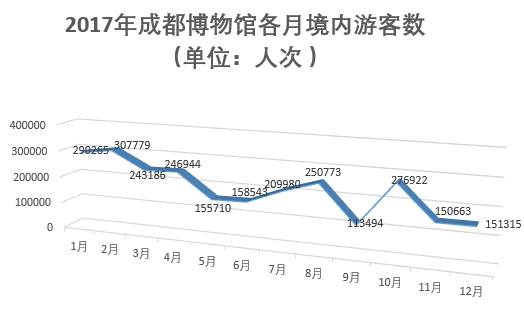 2017年成都博物馆各月境内游客数
（单位：人次）
400000
300000
200000
100000
0
290265
307779
243186
246944
155710
158543
209980
250773
113494
276922
150663
151315
1月
2月
3月
4月
5月
6月
7月
8月
9月
10月
11月
12月